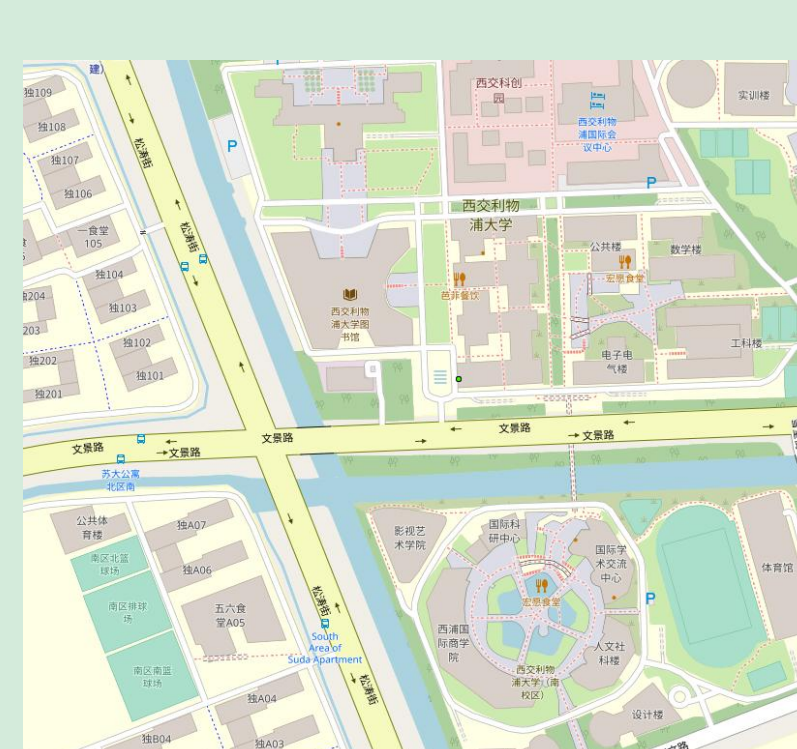 建)
独109
西交科创
园
实训楼
独108
西交利物
浦国际会
议中心
P
松涛街
独107
P
独106
西交利物
浦大学
一食堂
105
松涛街
公共楼
数学楼
独104
宏愿食堂
芭菲餐饮
204
独103
西交利物
浦大学图
书馆
203
独102
工科楼
电子电
气楼
独202
独101
独201
文景路
文景路
文景路
文景路
文景路
苏大公寓
北区南
公共体
育楼
独A07
影视艺
术学院
国际科
研中心
国际学
术交流
中心
南区北篮
球场
独A06
体育馆
P
南区排球
场
五六食
堂A05
松涛街
宏愿食堂
South
Area of
Suda Apartment
西浦国
际商学
院
人文社
科楼
南区南篮
球场
西交利物
浦大学(南
校区)
松涛街
独A04
设计楼
独B04
独A03